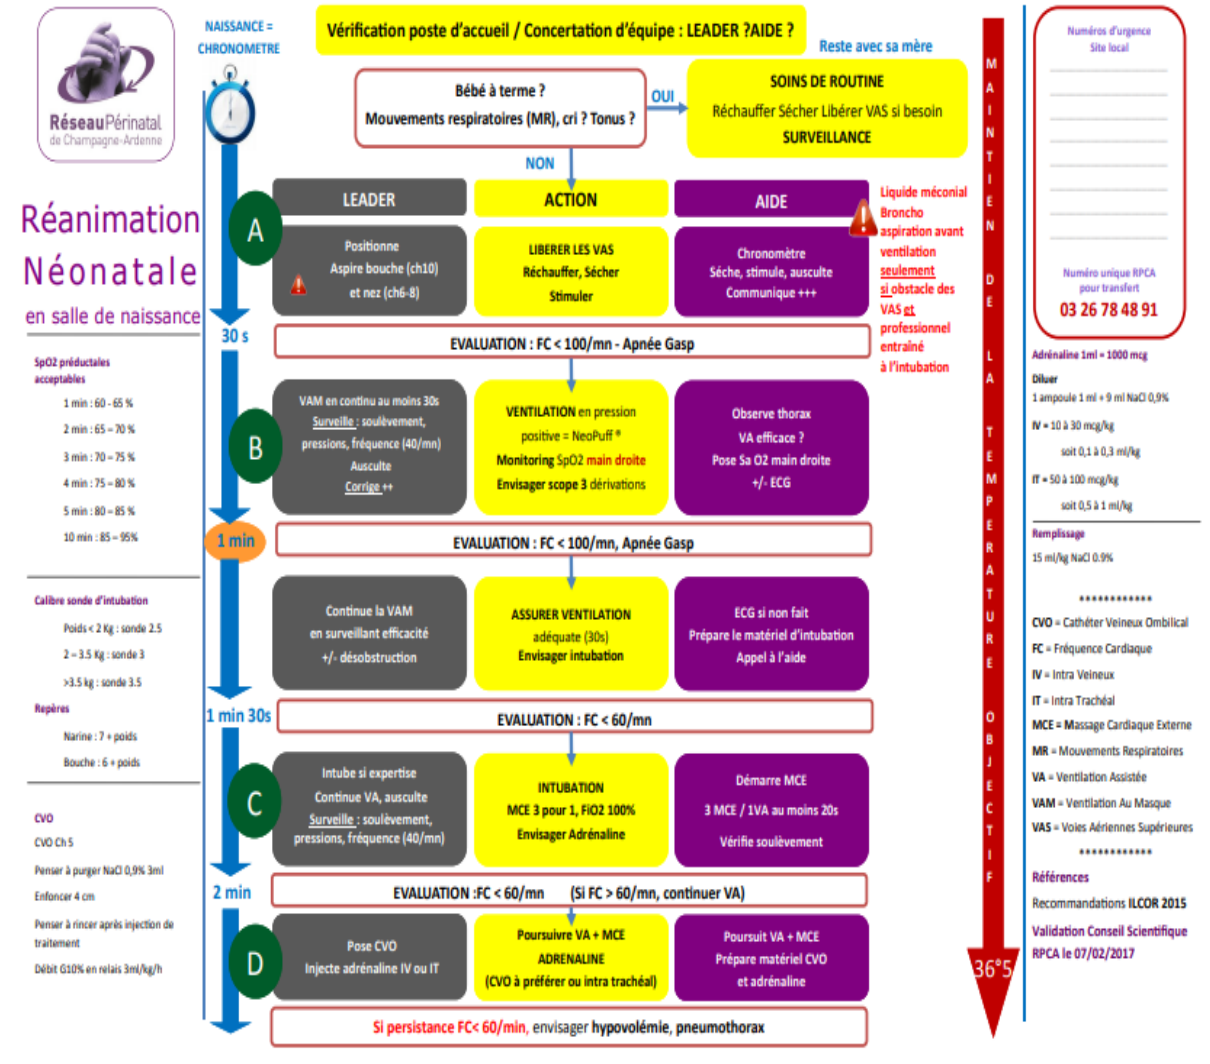 RéseauPérinatal
de Champagne-Ardenne
Réanimation
Néonatale
en salle de naissance
SpO2 préductales
acceptables
1 min : 60 - 65 %
2 min : 65 – 70 %
3 min : 70 – 75 %
4 min : 75 – 80 %
5 min : 80 – 85 %
10 min : 85 – 95%
Calibre sonde d'intubation
Poids < 2 Kg : sonde 2.5
2 – 3.5 Kg : sonde 3
>3.5 kg : sonde 3.5
Repères
Narine : 7 + poids
Bouche : 6 + poids
CVO
CVO Ch 5
Penser à purger NaCl 0,9% 3ml
Enfoncer 4 cm
Penser à rincer après injection de
traitement
Débit G10% en relais 3ml/kg/h
NAISSANCE =
CHRONOMETRE
30 s
1 min
1 min 30s
2 min
Vérification poste d'accueil / Concertation d'équipe : LEADER ?AIDE ?
Bébé à terme ?
Mouvements respiratoires (MR), cri ? Tonus ?
OUI
NON
Reste avec sa mère
SOINS DE ROUTINE
Réchauffer Sécher Libérer VAS si besoin
SURVEILLANCE
LEADER
ACTION
AIDE
A
Positionne
Aspire bouche (ch10)
et nez (ch6-8)
LIBERER LES VAS
Réchauffer, Sécher
Stimuler
Chronomètre
Séche, stimule, ausculte
Communique +++
Liquide méconial
Broncho
aspiration avant
ventilation
seulement
si obstacle des
VAS et
professionnel
entraîné
à l'intubation
EVALUATION : FC < 100/mn - Apnée Gasp
B
VAM en continu au moins 30s
Surveille : soulèvement,
pressions, fréquence (40/mn)
Ausculte
Corrige ++
VENTILATION en pression
positive = NeoPuff ®
Monitoring SpO2 main droite
Envisager scope 3 dérivations
Observe thorax
VA efficace ?
Pose Sa O2 main droite
+/- ECG
EVALUATION : FC < 100/mn, Apnée Gasp
Continue la VAM
en surveillant efficacité
+/- désobstruction
ASSURER VENTILATION
adéquate (30s)
Envisager intubation
ECG si non fait
Prépare le matériel d'intubation
Appel à l'aide
EVALUATION : FC < 60/mn
C
Intube si expertise
Continue VA, ausculte
Surveille : soulèvement,
pressions, fréquence (40/mn)
INTUBATION
MCE 3 pour 1, FiO2 100%
Envisager Adrénaline
Démarre MCE
3 MCE / 1VA au moins 20s
Vérifie soulèvement
EVALUATION :FC < 60/mn (Si FC > 60/mn, continuer VA)
D
Pose CVO
Injecte adrénaline IV ou IT
Poursuivre VA + MCE
ADRENALINE
(CVO à préférer ou intra trachéal)
Poursuit VA + MCE
Prépare matériel CVO
et adrénaline
Si persistance FC< 60/min, envisager hypovolémie, pneumothorax
MAINTIEN DE LA TEMPERATURE OBJECTIF
36°5
Numéros d'urgence
Site local
Numéro unique RPCA
pour transfert
03 26 78 48 91
Adrénaline 1ml = 1000 mcg
Diluer
1 ampoule 1 ml + 9 ml NaCl 0,9%
IV = 10 à 30 mcg/kg
soit 0,1 à 0,3 ml/kg
IT = 50 à 100 mcg/kg
soit 0,5 à 1 ml/kg
Remplissage
15 ml/kg NaCl 0.9%
************
CVO = Cathéter Veineux Ombilical
FC = Fréquence Cardiaque
IV = Intra Veineux
IT = Intra Trachéal
MCE = Massage Cardiaque Externe
MR = Mouvements Respiratoires
VA = Ventilation Assistée
VAM = Ventilation Au Masque
VAS = Voies Aériennes Supérieures
************
Références
Recommandations ILCOR 2015
Validation Conseil Scientifique
RPCA le 07/02/2017